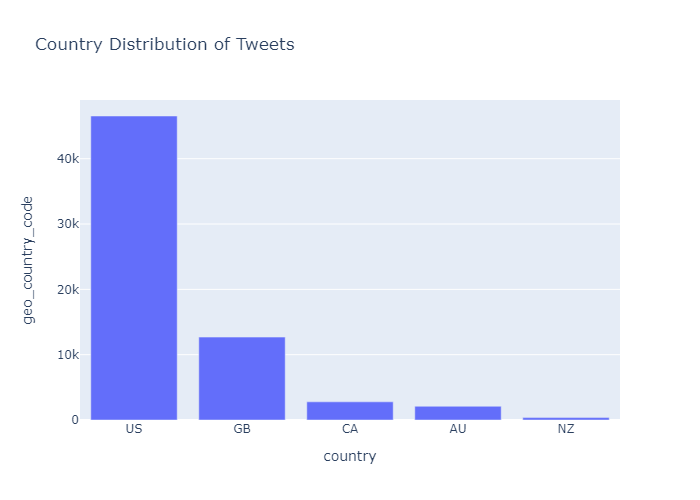 Country Distribution of Tweets
geo_country_code
40k
30k
20k
10k
0
US GB CA AU NZ
country